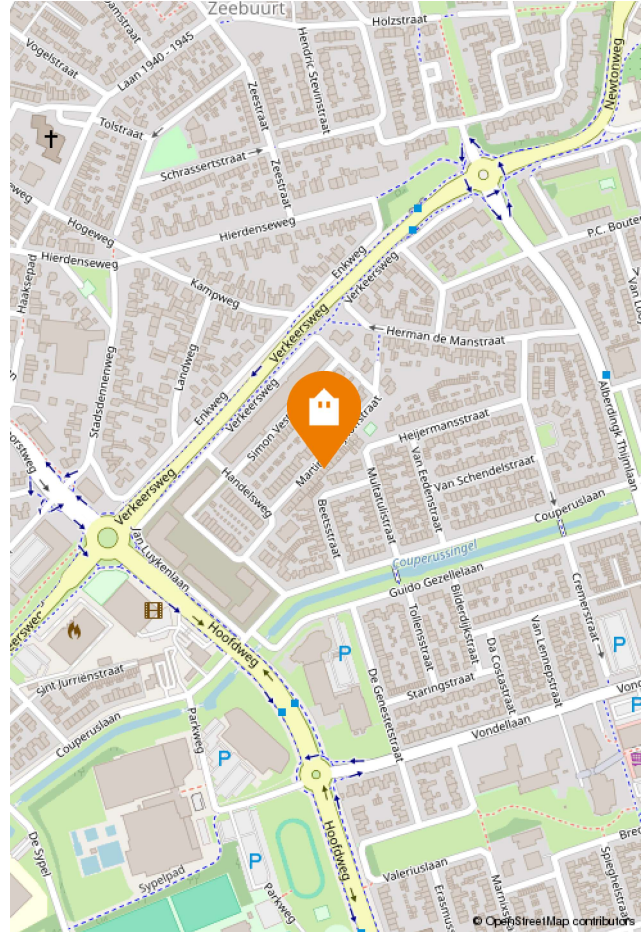 Zeebuurt
Holzstraat
Vogelstraat
Laan 1940 - 1945
Hendric Stevinstraat
Newtonweg
Zeestraat
Tolstraat
Schrassertstraat
Zeestraat
Hogeweg
Hierdenseweg
Hierdenseweg
P.C. Bouten
Haaksepad
Enkweg
Verkeersweg
Kampweg
Verkeersweg
Herman de Manstraat
Landweg
Stadsdennenweg
Enkweg
Verkeersweg
Alberdingk Thijmlaan
Simon Ves
Heijermansstraat
Martin
Van Eedenstraat
Van Schendelstraat
Handelsweg
Multatulistraat
Verkeersweg
Beetsstraat
Couperuslaan
Jan Luykenlaan
Couperussingel
Guido Gezellelaan
Cremerstraat
Bilderdijkstraat
Tollensstraat
Van Lennepstraat
Da Costastraat
Hoofdweg
P
P
Sint Jurriënstraat
De Genestetstraat
Staringstraat
Couperuslaan
Parkweg
Vondellaan
P
P
De Sypel
Hoofdweg
P
Sypelpad
Valeriuslaan
Parkweg
Spieghelstraat
© OpenStreetMap contributors